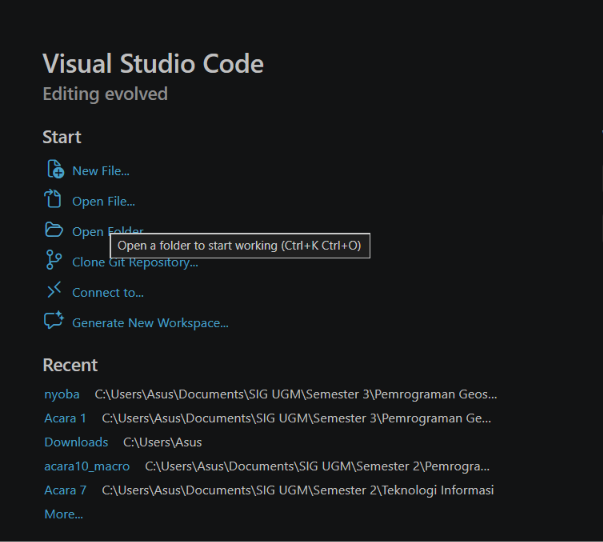 Visual Studio Code
Editing evolved
Start
New File...
Open File...
Open Folder
Open a folder to start working (Ctrl+K Ctrl+O)
Clone Git Repository...
Connect to...
Generate New Workspace...
Recent
nyoba C:\Users\Asus\Documents\SIG UGM\Semester 3\Pemrograman Geos...
Acara 1 C:\Users\Asus\Documents\SIG UGM\Semester 3\Pemrograman Ge...
Downloads C:\Users\Asus
acara10_macro C:\Users\Asus\Documents\SIG UGM\Semester 2\Pemrogra...
Acara 7 C:\Users\Asus\Documents\SIG UGM\Semester 2\Teknologi Informasi
More...